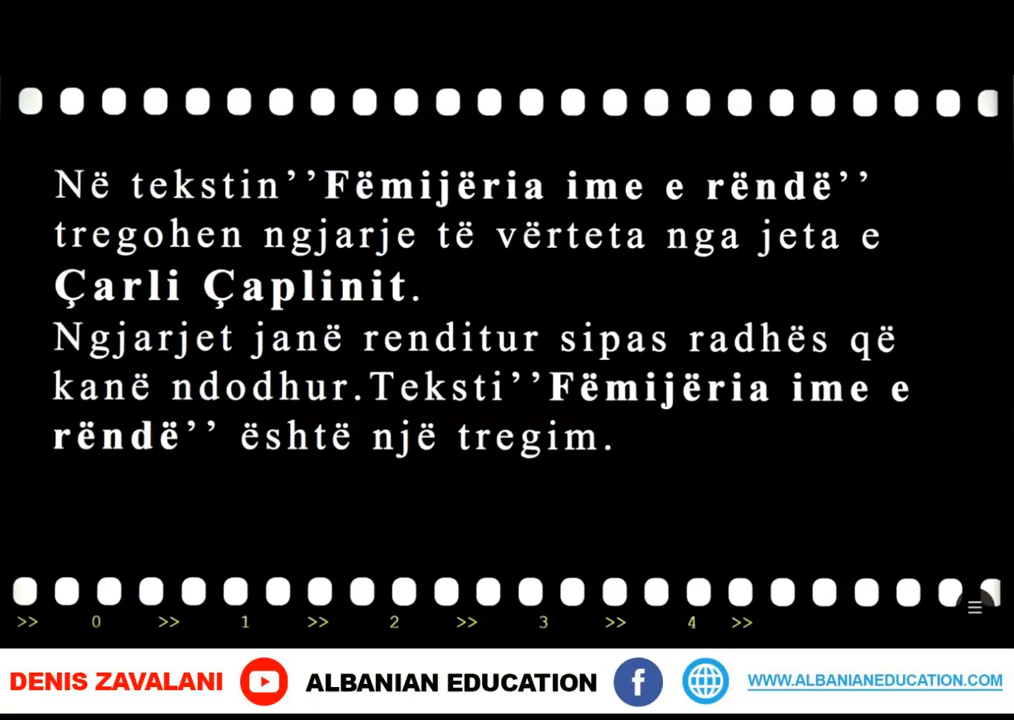 Në tekstin’’Fëmijëria ime e rëndë’’
tregohen ngjarje të vërteta nga jeta e
Çarli Çaplinit.
Ngjarjet janë renditur sipas radhës që
kanë ndodhur.Teksti’’Fëmijëria ime e
rëndë’’ është një tregim.
>> 0 >> 1 >> 2 >> 3 >> 4 >>
DENIS ZAVALANI ALBANIAN EDUCATION f WWW.ALBANIANEDUCATION.COM